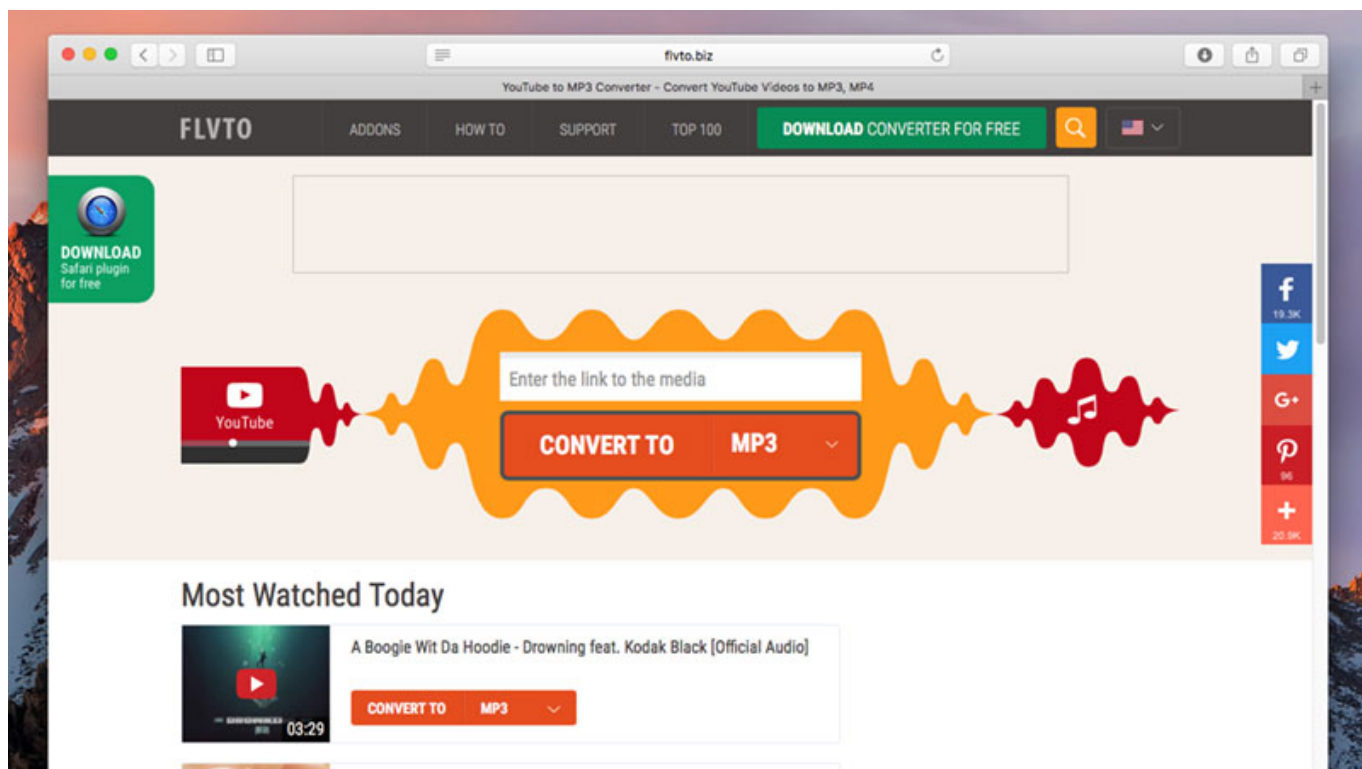 flvto.biz
YouTube to MP3 Converter - Convert YouTube Videos to MP3, MP4
FLVTO
ADDONS
HOW TO
SUPPORT
TOP 100
DOWNLOAD CONVERTER FOR FREE
DOWNLOAD
Safari plugin
for free
19.3K
Enter the link to the media
YouTube
CONVERT TO MP3
G+
96
20.9K
Most Watched Today
A Boogie Wit Da Hoodie - Drowning feat. Kodak Black [Official Audio]
CONVERT TO MP3
03:29